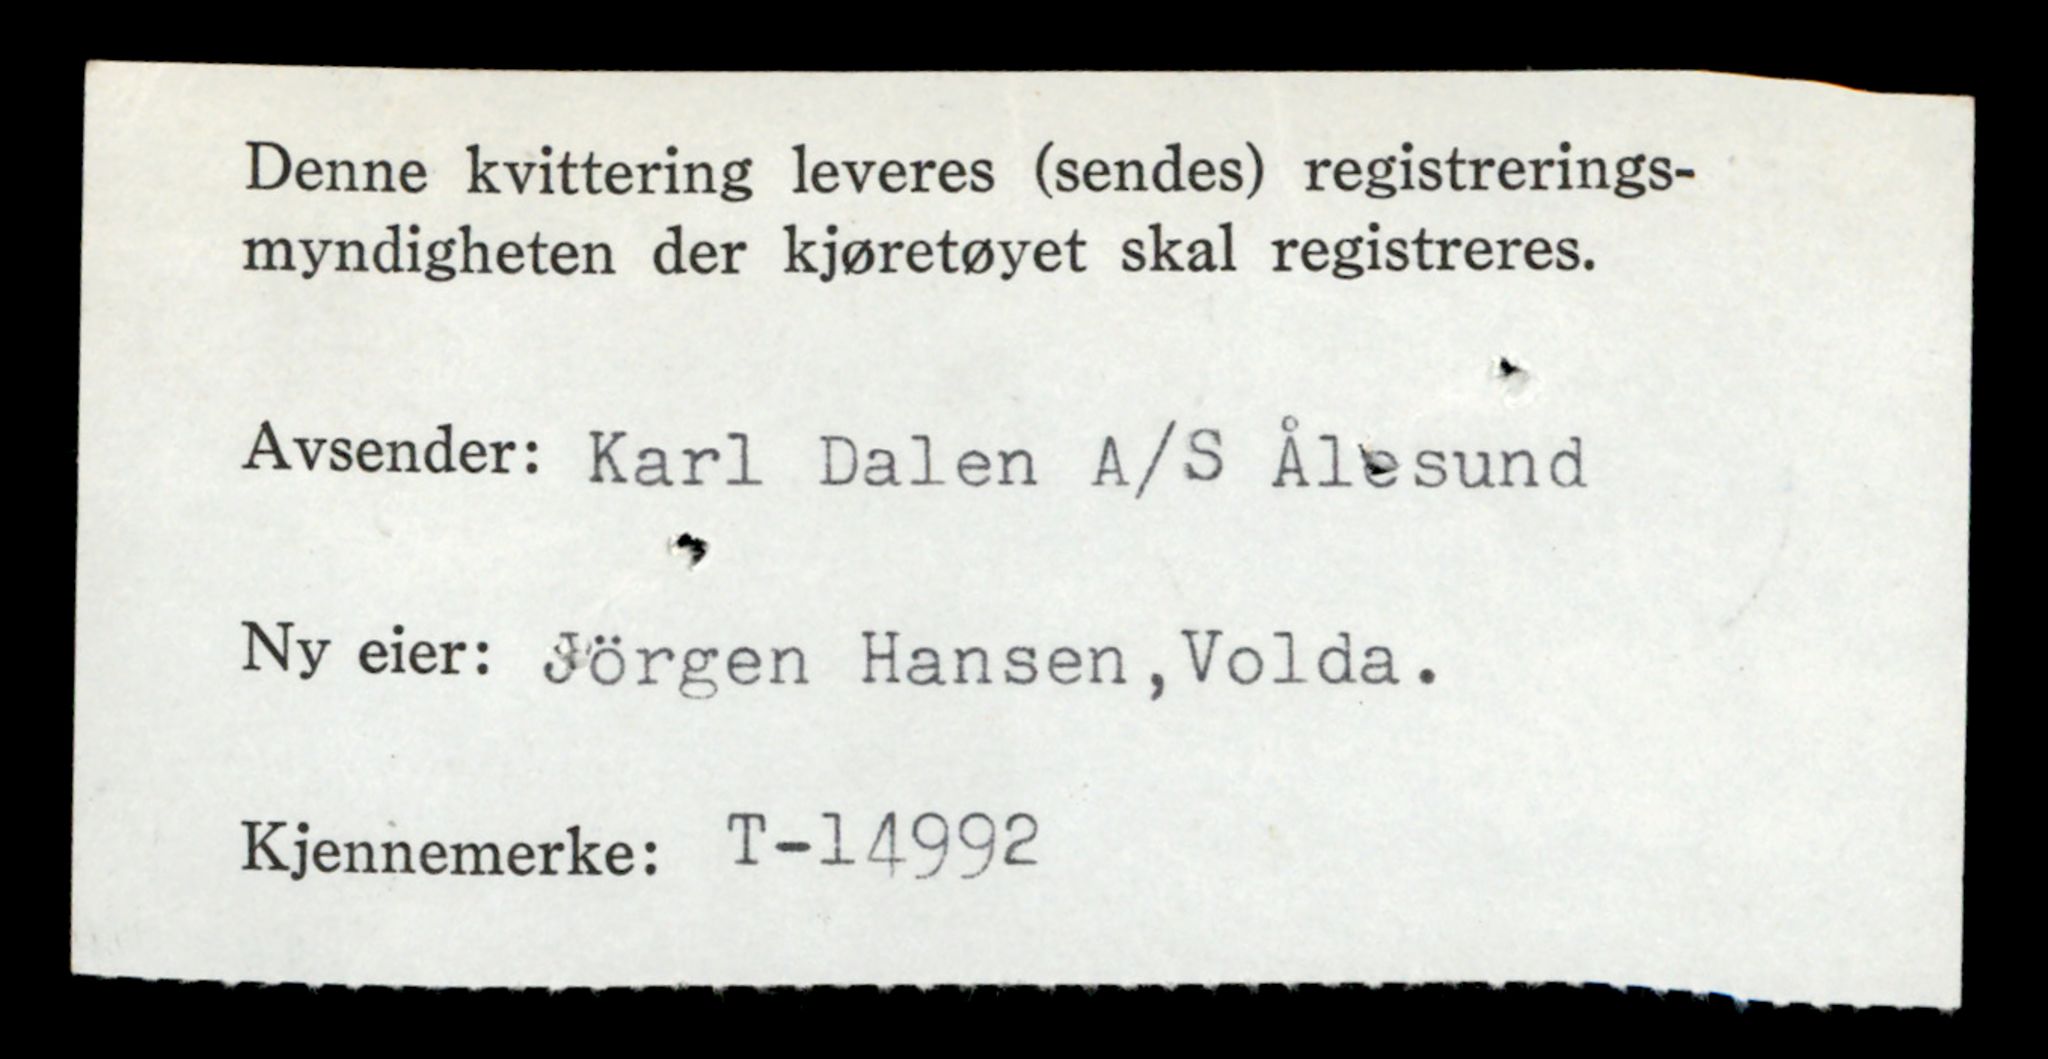 Denne kvittering leveres (sendes) registrerings-
myndigheten der kjøretøyet skal registreres.
Avsender: Karl Dalen A/S Ålesund
Ny eier: Jörgen Hansen,Volda.
Kjennemerke: T-14992